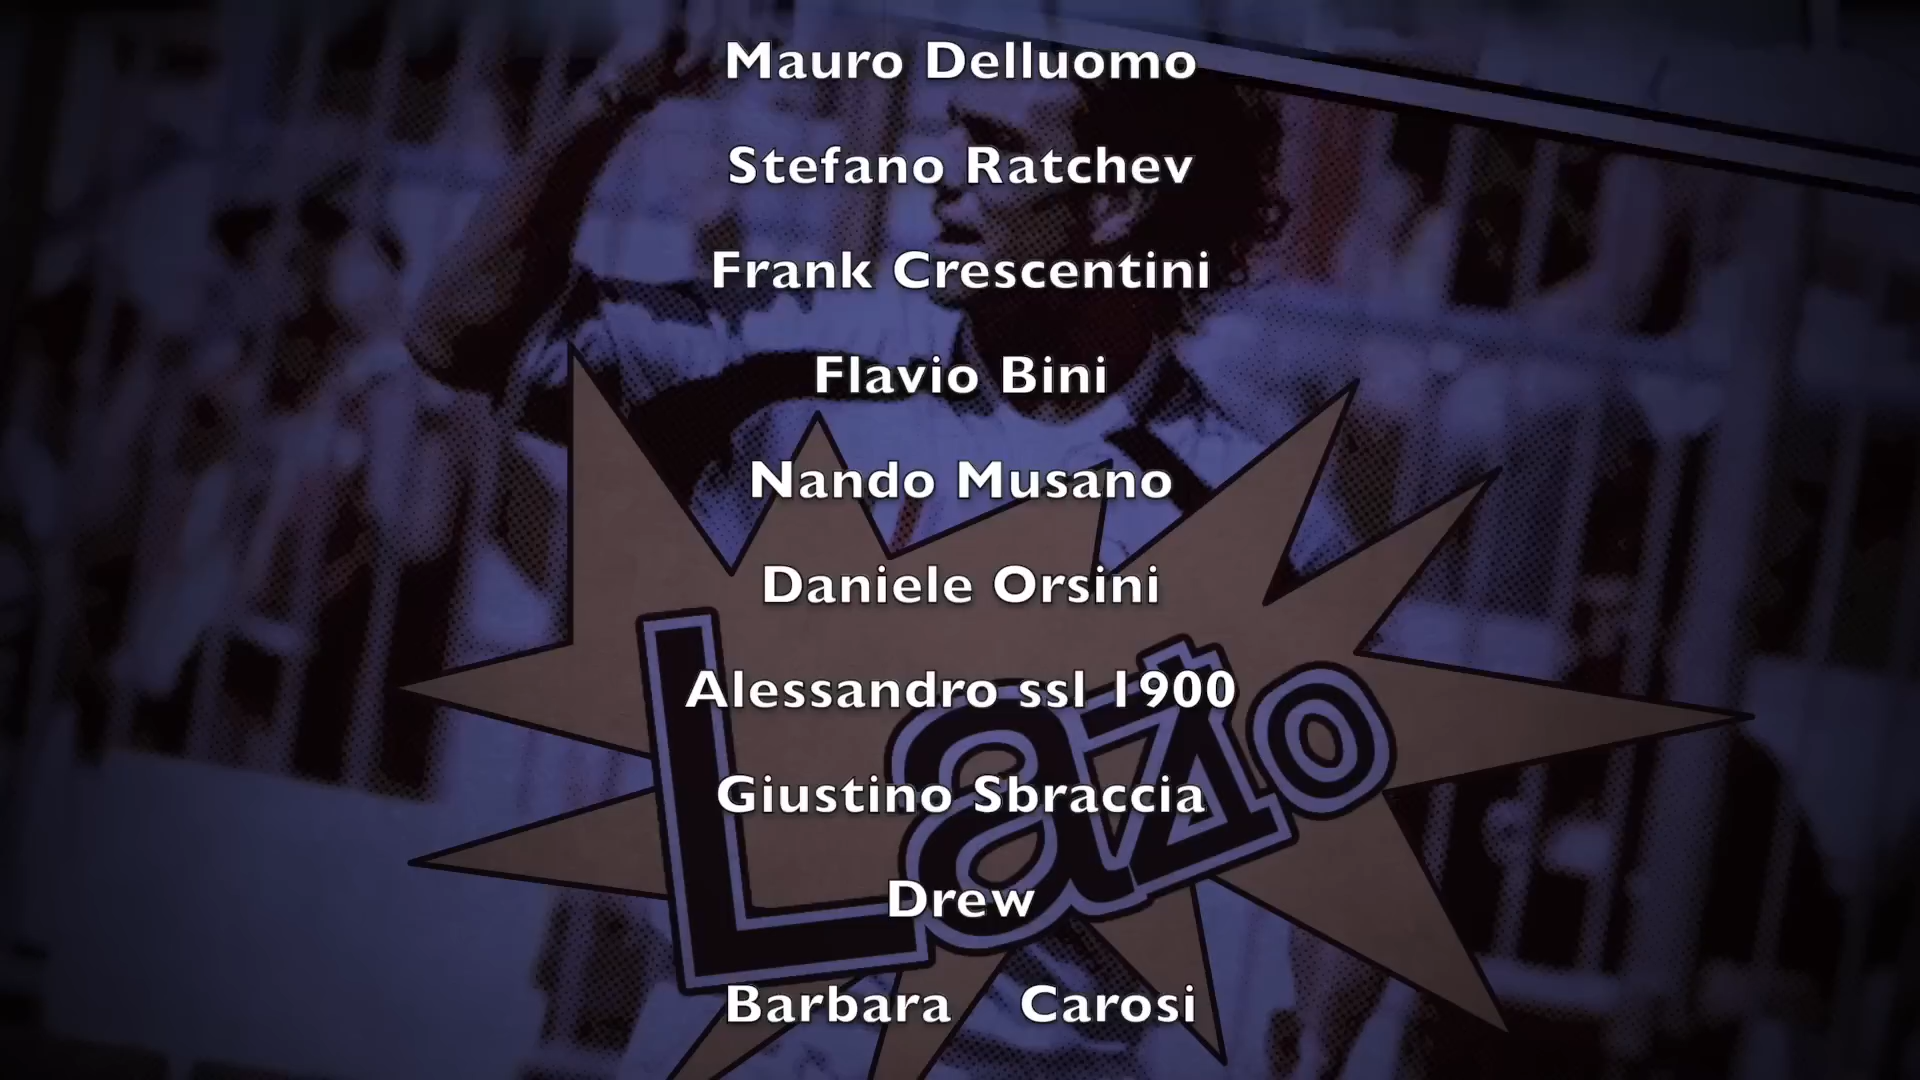 Mauro Delluomo
Stefano Ratchev
Frank Crescentini
Flavio Bini
Nando Musano
Daniele Orsini
Alessandro ssl 1900
Lazio
Giustino Sbraccia
Drew
Barbara Carosi